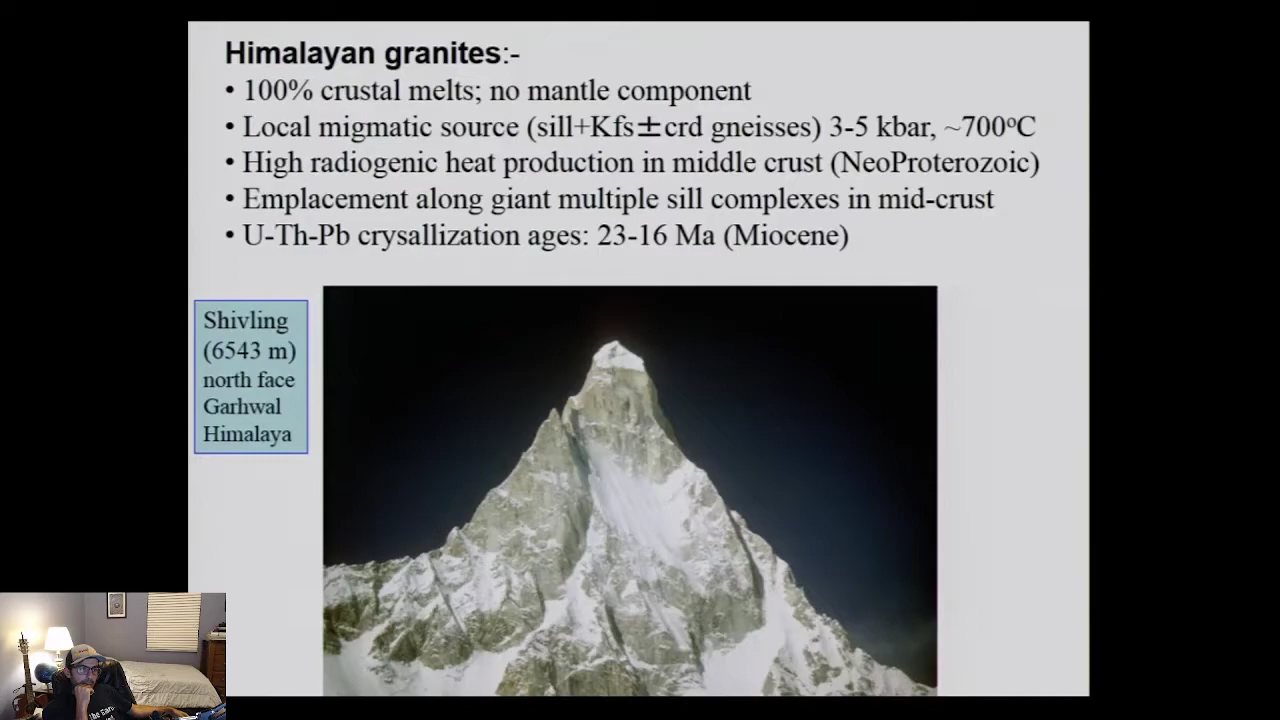 Himalayan granites:-
• 100% crustal melts; no mantle component
• Local migmatic source (sill+Kfs±crd gneisses) 3-5 kbar, ~700ºC
• High radiogenic heat production in middle crust (NeoProterozoic)
• Emplacement along giant multiple sill complexes in mid-crust
• U-Th-Pb crysallization ages: 23-16 Ma (Miocene)
Shivling
(6543 m)
north face
Garhwal
Himalaya